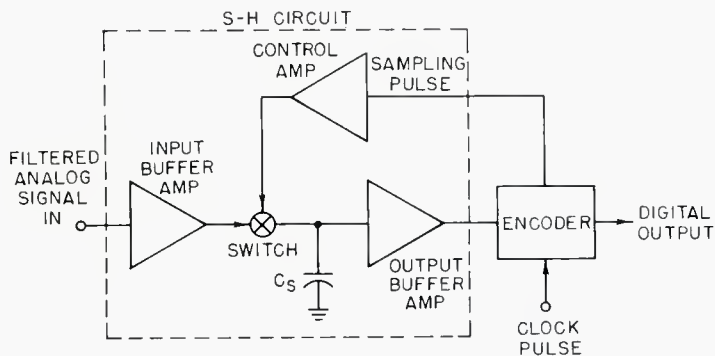 S-H CIRCUIT
CONTROL
AMP
SAMPLING
PULSE
INPUT
BUFFER
AMP
FILTERED
ANALOG
SIGNAL
IN
SWITCH
CS
OUTPUT
BUFFER
AMP
ENCODER
DIGITAL
OUTPUT
CLOCK
PULSE